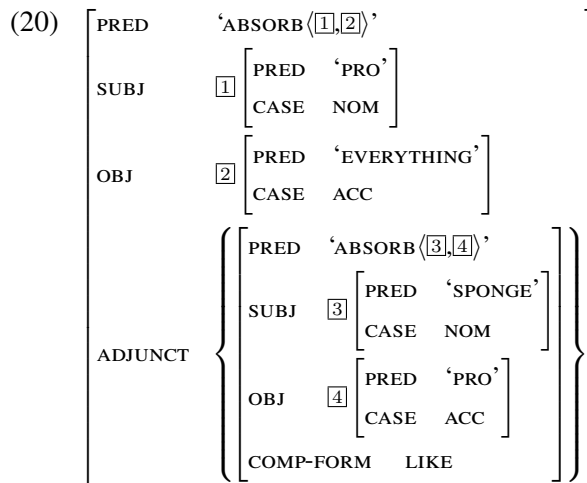 (20)
PRED ‘ABSORB⟨1,2⟩’
SUBJ 1 PRED ‘PRO’
CASE NOM
OBJ 2 PRED ‘EVERYTHING’
CASE ACC
ADJUNCT PRED ‘ABSORB⟨3,4⟩’
SUBJ 3 PRED ‘SPONGE’
CASE NOM
OBJ 4 PRED ‘PRO’
CASE ACC
COMP-FORM LIKE